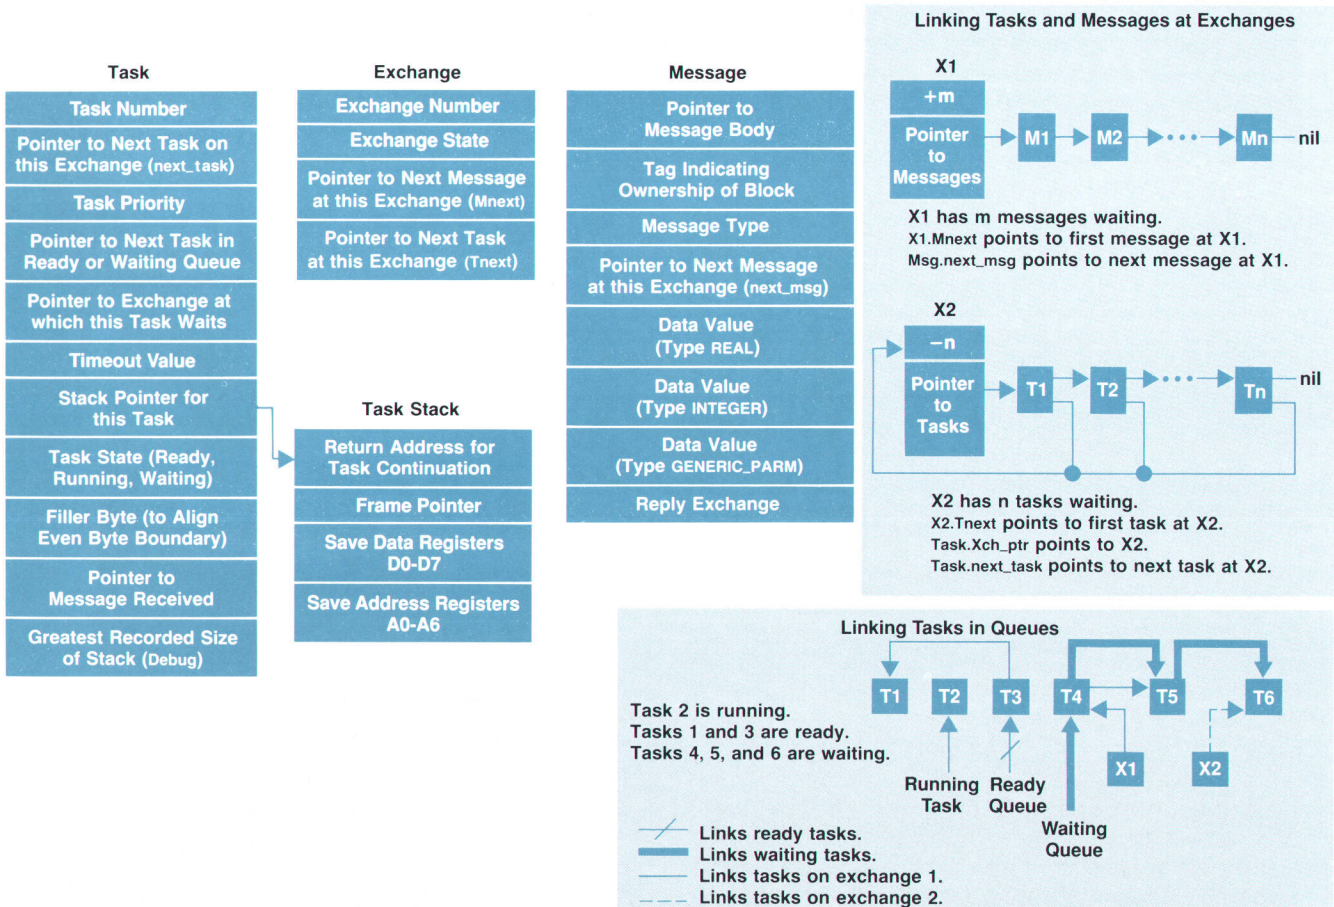 Task
Task Number
Pointer to Next Task on
this Exchange (next_task)
Task Priority
Pointer to Next Task in
Ready or Waiting Queue
Pointer to Exchange at
which this Task Waits
Timeout Value
Stack Pointer for
this Task
Task State (Ready,
Running, Waiting)
Filler Byte (to Align
Even Byte Boundary)
Pointer to
Message Received
Greatest Recorded Size
of Stack (Debug)
Exchange
Exchange Number
Exchange State
Pointer to Next Message
at this Exchange (Mnext)
Pointer to Next Task
at this Exchange (Tnext)
Task Stack
Return Address for
Task Continuation
Frame Pointer
Save Data Registers
D0-D7
Save Address Registers
A0-A6
Message
Pointer to
Message Body
Tag Indicating
Ownership of Block
Message Type
Pointer to Next Message
at this Exchange (next_msg)
Data Value
(Type REAL)
Data Value
(Type INTEGER)
Data Value
(Type GENERIC_PARM)
Reply Exchange
Linking Tasks and Messages at Exchanges
X1
+m
Pointer
to
Messages
M1
M2
Mn
nil
X1 has m messages waiting.
X1.Mnext points to first message at X1.
Msg.next_msg points to next message at X1.
X2
−n
Pointer
to
Tasks
T1
T2
Tn
nil
X2 has n tasks waiting.
X2.Tnext points to first task at X2.
Task.Xch_ptr points to X2.
Task.next_task points to next task at X2.
Linking Tasks in Queues
T1
T2
T3
T4
T5
T6
Task 2 is running.
Tasks 1 and 3 are ready.
Tasks 4, 5, and 6 are waiting.
X1
X2
Running
Task
Ready
Queue
Waiting
Queue
Links ready tasks.
Links waiting tasks.
Links tasks on exchange 1.
Links tasks on exchange 2.